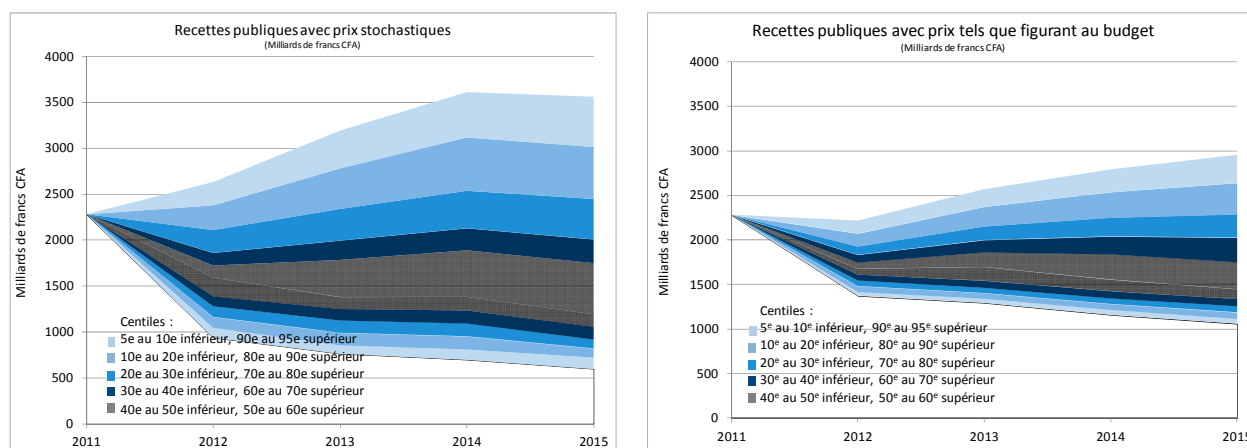 Recettes publiques avec prix stochastiques
(Milliards de francs CFA)
4000
3500
3000
2500
2000
1500
1000
500
0
Milliards de francs CFA
Centiles :
5e au 10e inférieur, 90e au 95e supérieur
10e au 20e inférieur, 80e au 90e supérieur
20e au 30e inférieur, 70e au 80e supérieur
30e au 40e inférieur, 60e au 70e supérieur
40e au 50e inférieur, 50e au 60e supérieur
2011 2012 2013 2014 2015
Recettes publiques avec prix tels que figurant au budget
(Milliards de francs CFA)
4000
3500
3000
2500
2000
1500
1000
500
0
Milliards de francs CFA
Centiles :
5e au 10e inférieur, 90e au 95e supérieur
10e au 20e inférieur, 80e au 90e supérieur
20e au 30e inférieur, 70e au 80e supérieur
30e au 40e inférieur, 60e au 70e supérieur
40e au 50e inférieur, 50e au 60e supérieur
2011 2012 2013 2014 2015